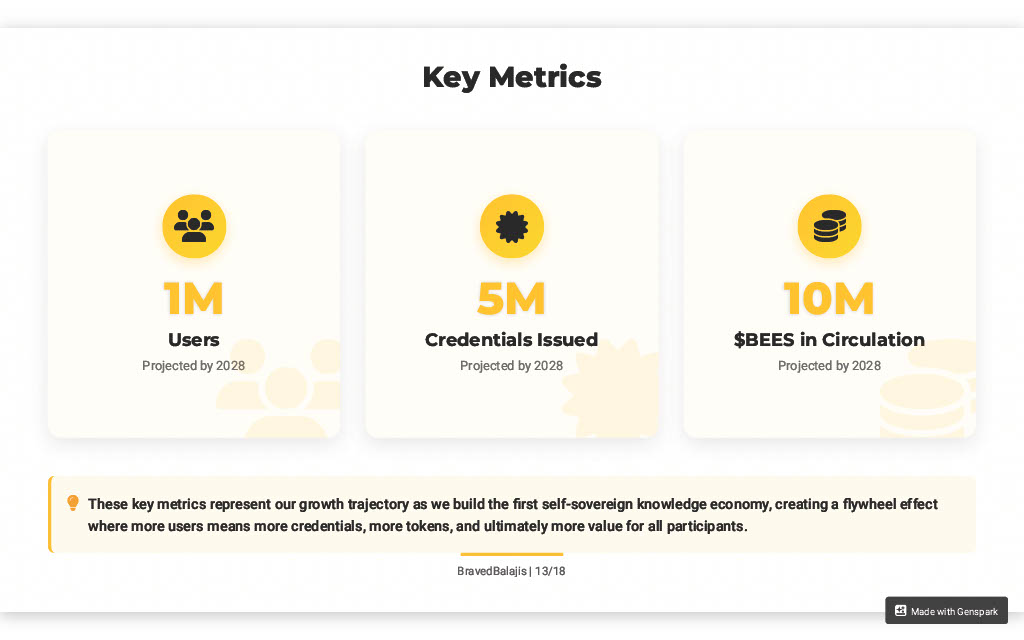 Key Metrics
1M
Users
Projected by 2028
5M
Credentials Issued
Projected by 2028
10M
$BEES in Circulation
Projected by 2028
These key metrics represent our growth trajectory as we build the first self-sovereign knowledge economy, creating a flywheel effect
where more users means more credentials, more tokens, and ultimately more value for all participants.
BravedBalajis | 13/18
Made with Genspark